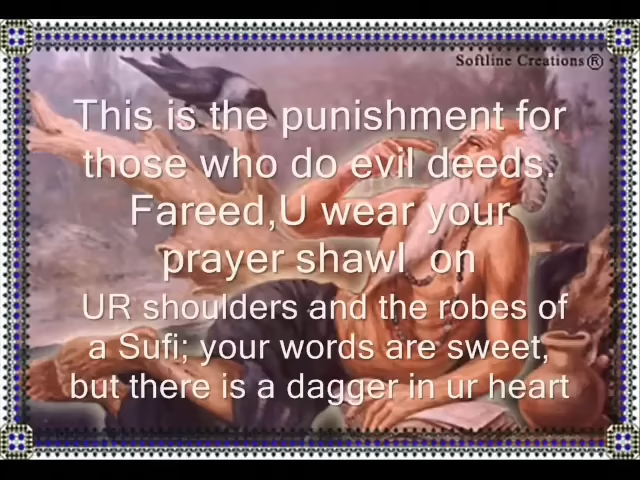 Softline Creations®
This is the punishment for
those who do evil deeds.
Fareed,U wear your
prayer shawl on
UR shoulders and the robes of
a Sufi; your words are sweet,
but there is a dagger in ur heart